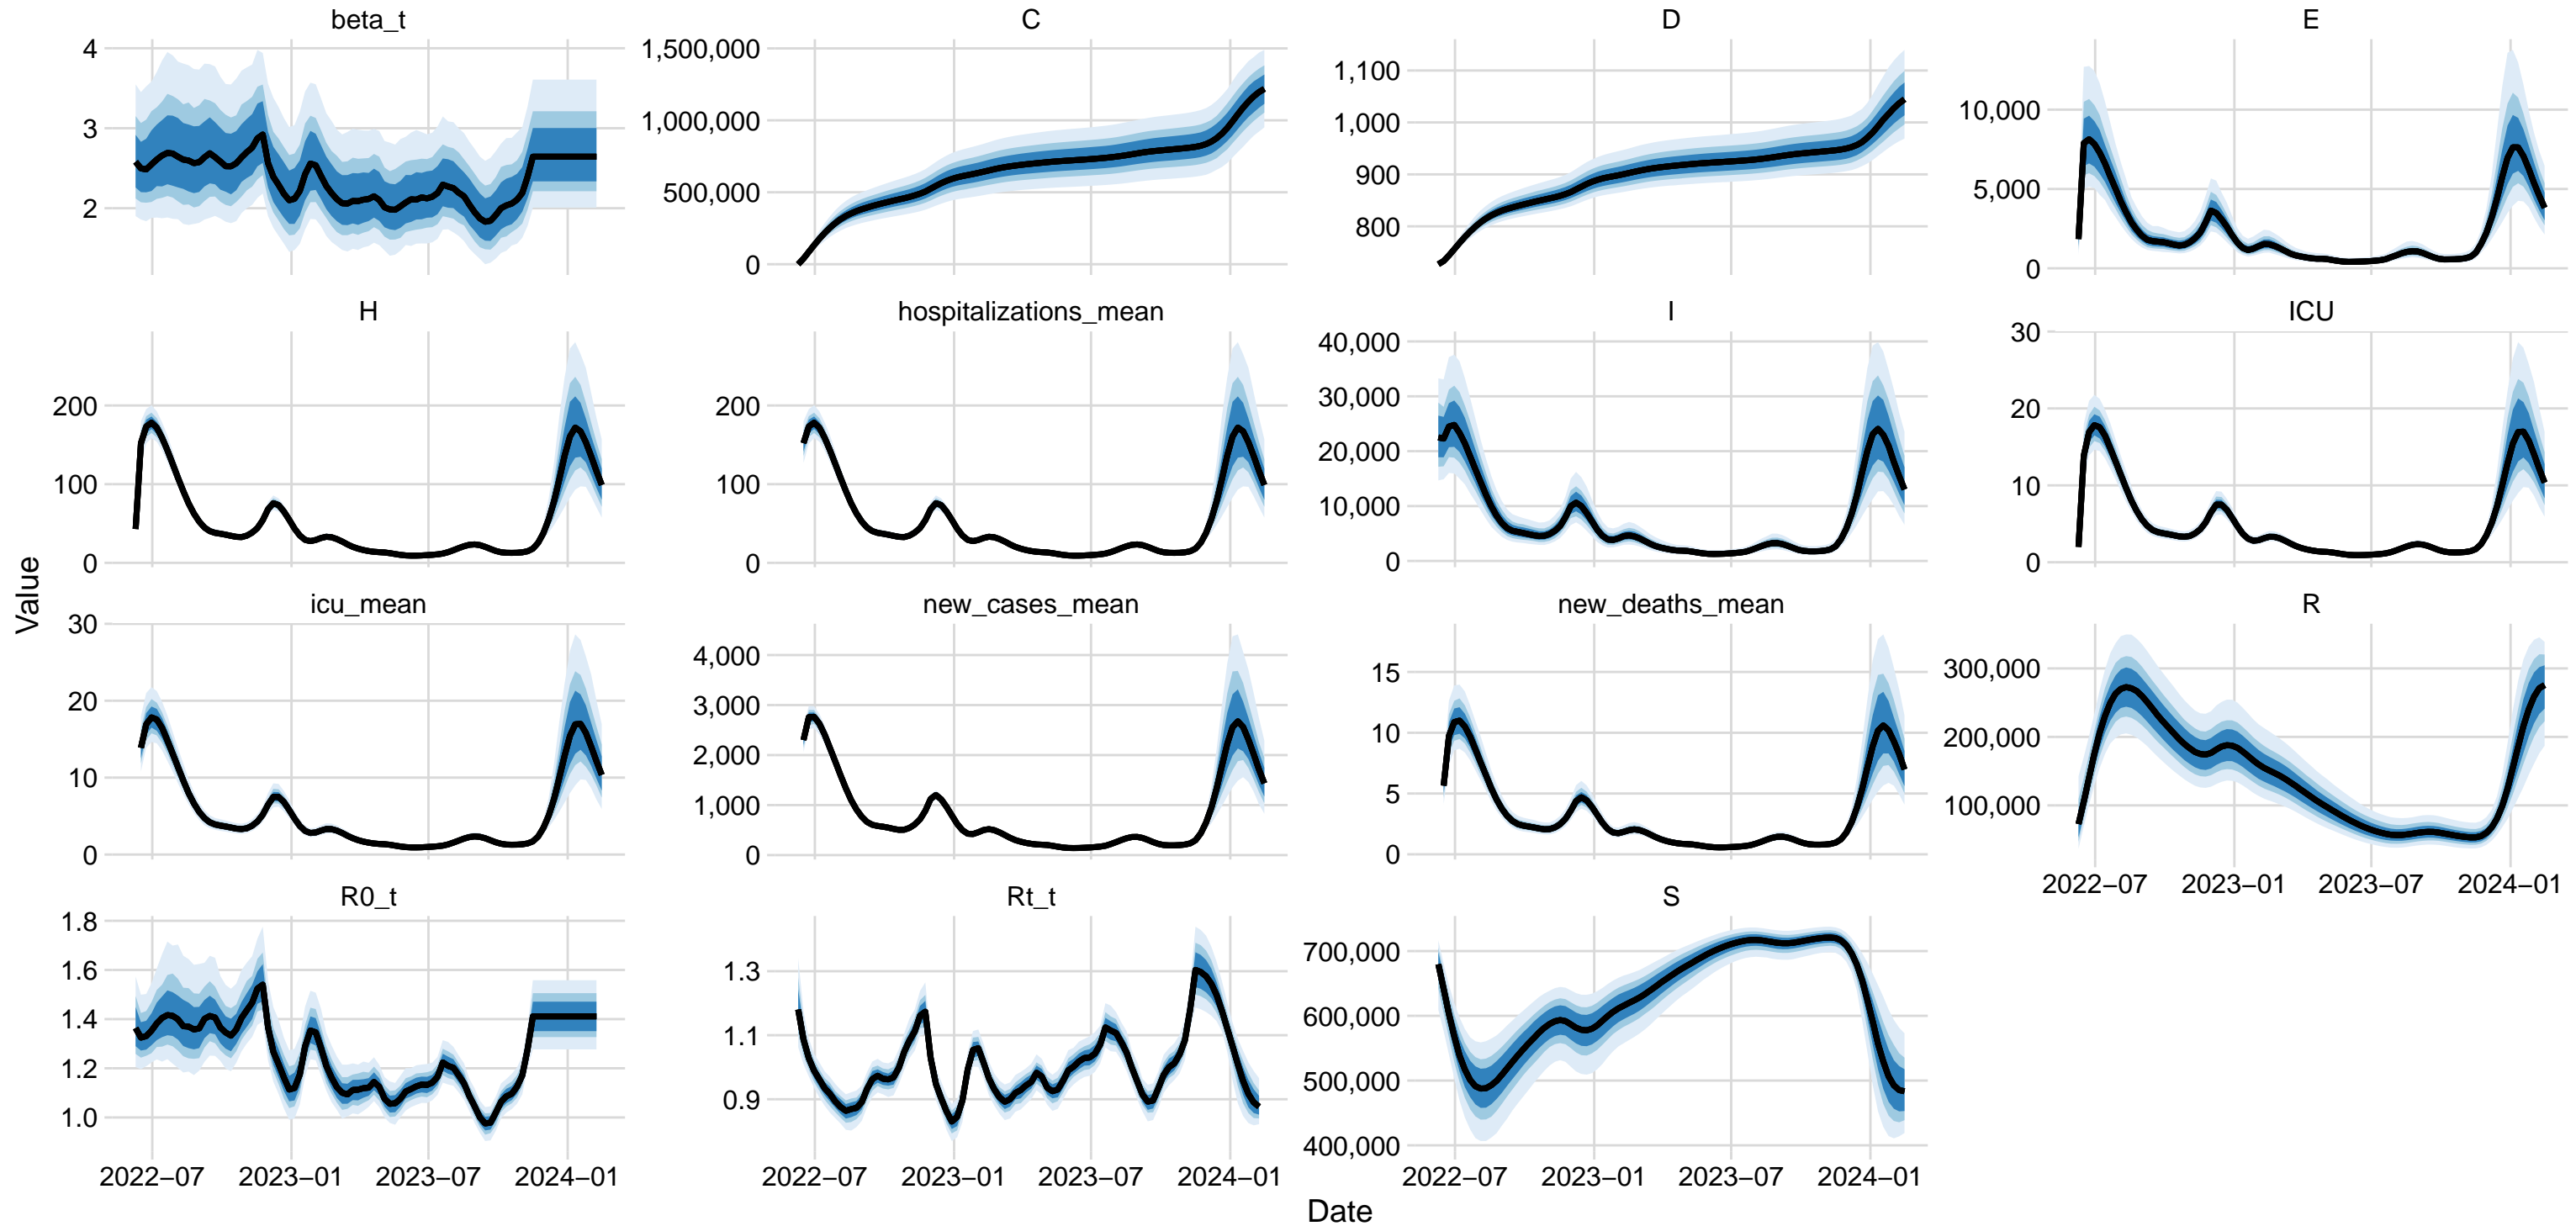 beta_t
C
D
E
4
3
2
1,500,000
1,000,000
500,000
0
1,100
1,000
900
800
10,000
5,000
0
H
hospitalizations_mean
I
ICU
200
100
0
200
100
0
40,000
30,000
20,000
10,000
0
30
20
10
0
Value
icu_mean
new_cases_mean
new_deaths_mean
R
30
20
10
0
4,000
3,000
2,000
1,000
0
15
10
5
0
300,000
200,000
100,000
2022−07 2023−01 2023−07 2024−01
R0_t
Rt_t
S
1.8
1.6
1.4
1.2
1.0
1.3
1.1
0.9
700,000
600,000
500,000
400,000
2022−07 2023−01 2023−07 2024−01
2022−07 2023−01 2023−07 2024−01
2022−07 2023−01 2023−07 2024−01
Date